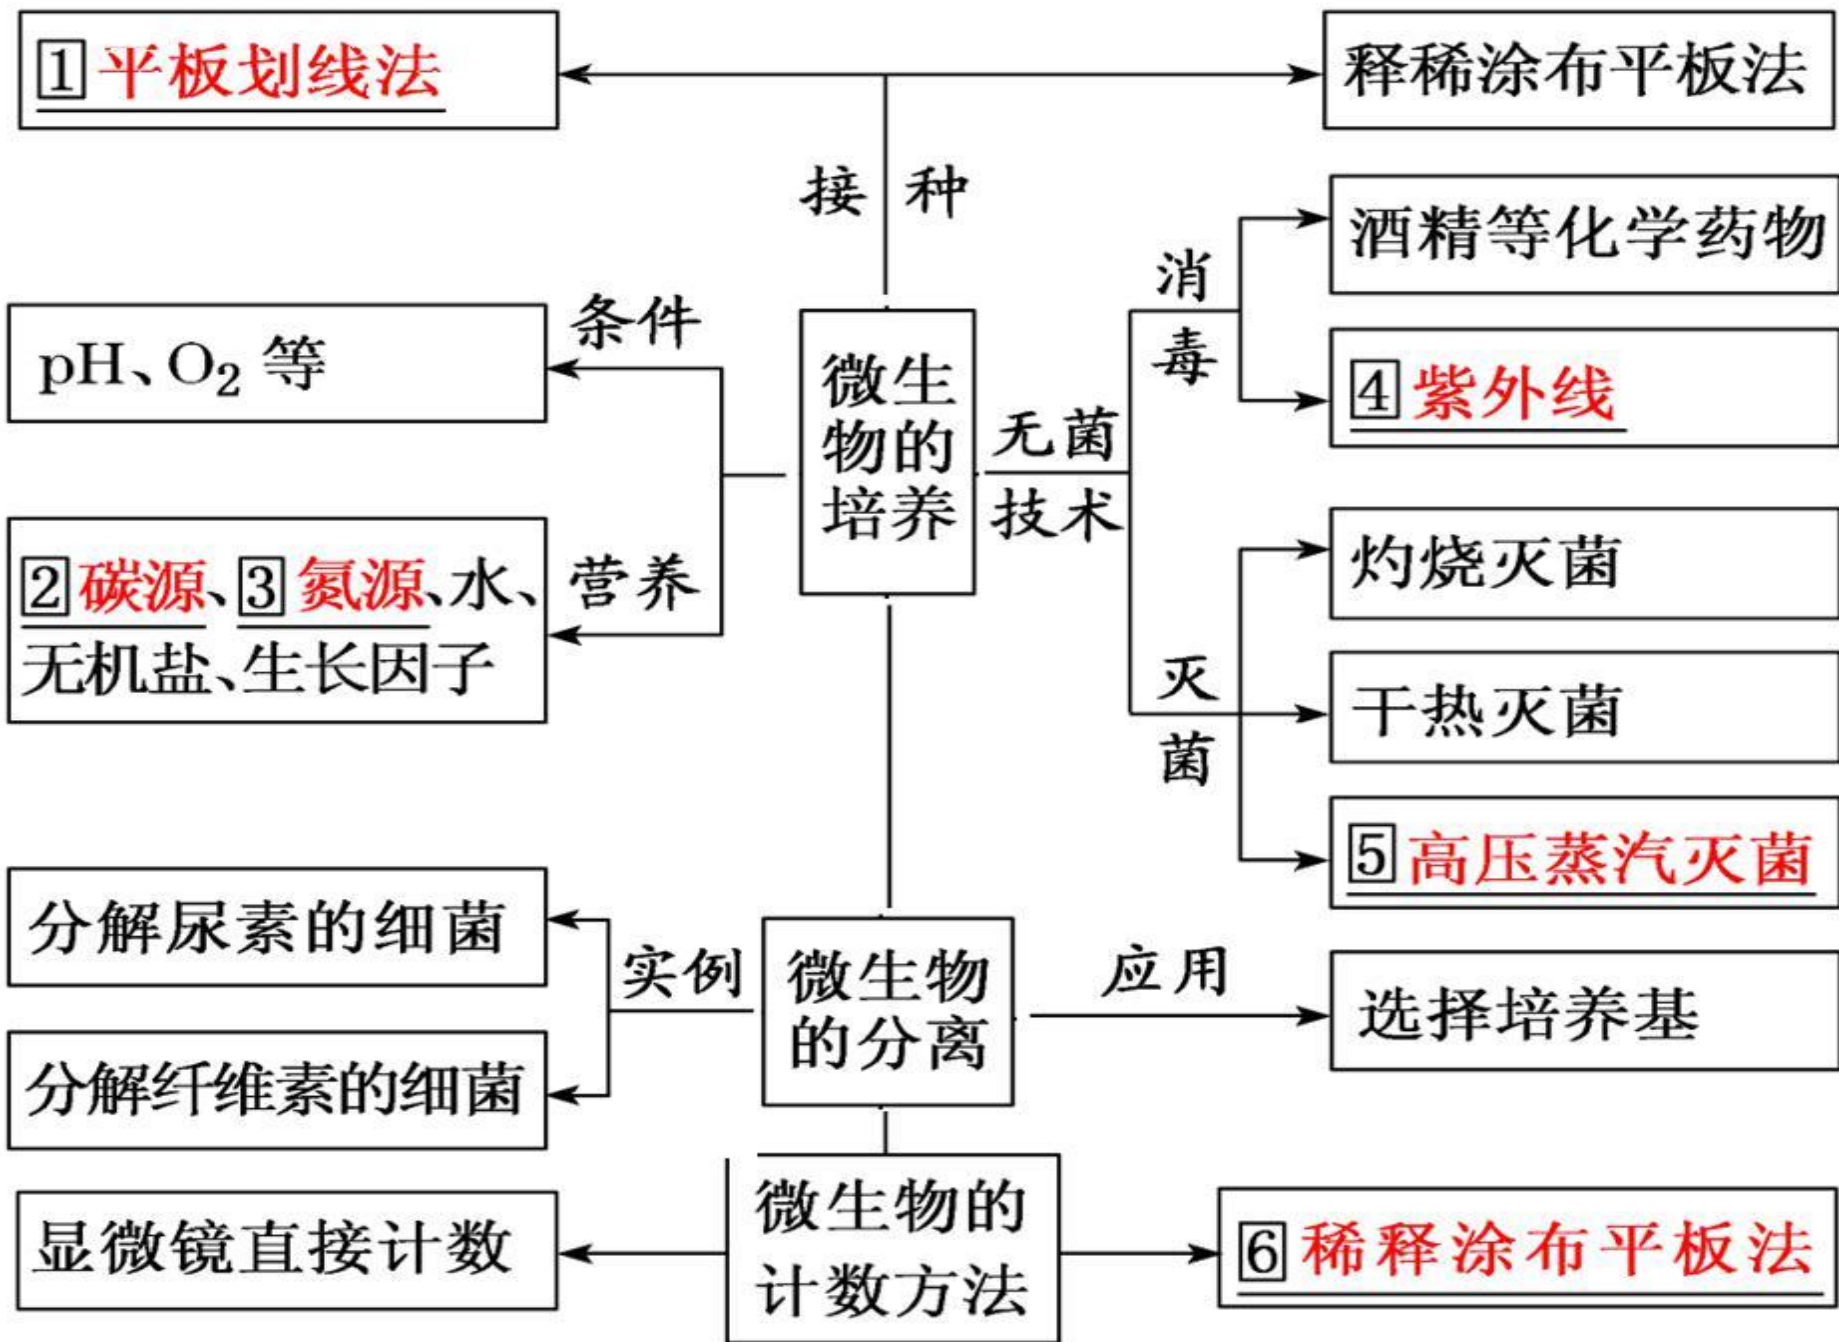 1 平板划线法
释稀涂布平板法
接 种
酒精等化学药物
消
毒
条件
pH、O₂ 等
微生
物的
培养
4 紫外线
无菌
技术
2 碳源、3 氮源、水、
无机盐、生长因子
营养
灼烧灭菌
灭
菌
干热灭菌
5 高压蒸汽灭菌
分解尿素的细菌
实例
微生物
的分离
应用
选择培养基
分解纤维素的细菌
显微镜直接计数
微生物的
计数方法
6 稀释涂布平板法